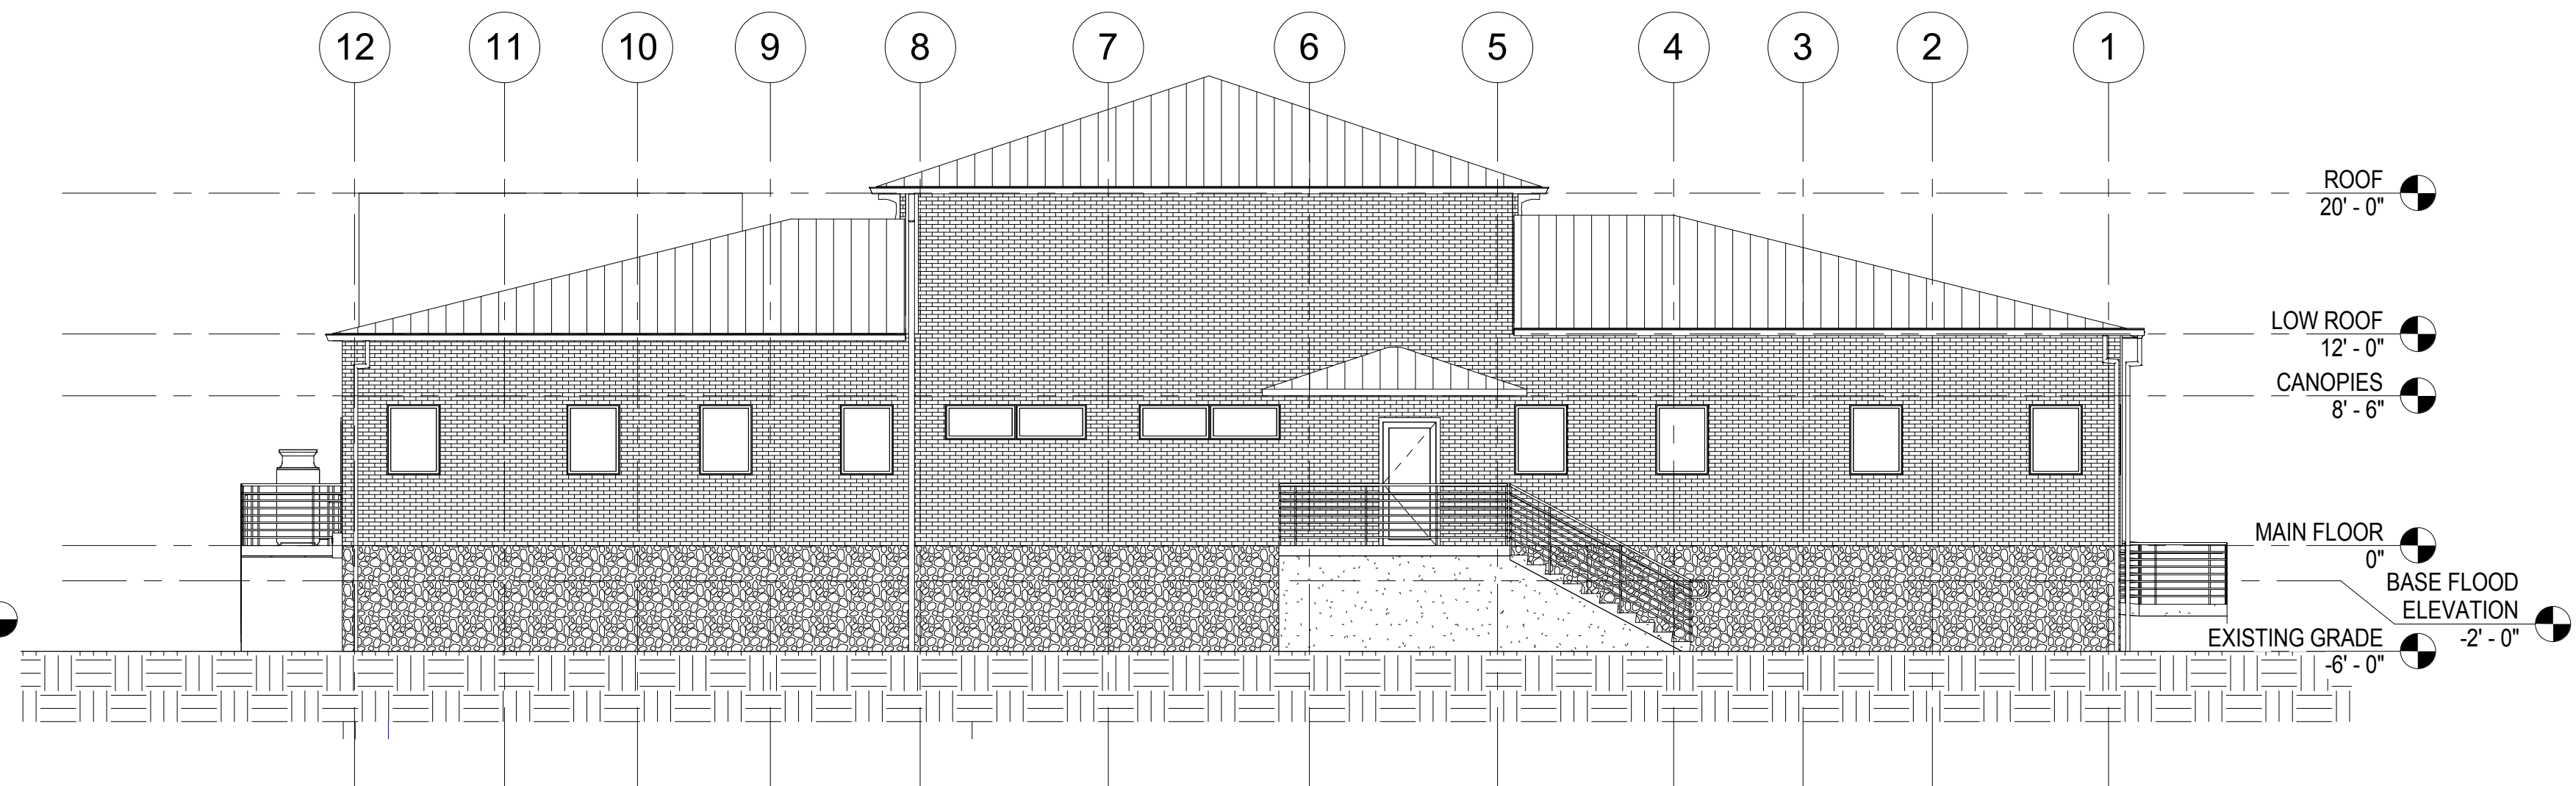 12 11 10 9 8 7 6 5 4 3 2 1
ROOF
20' - 0"
LOW ROOF
12' - 0"
CANOPIES
8' - 6"
MAIN FLOOR
0"
BASE FLOOD
ELEVATION
-2' - 0"
EXISTING GRADE
-6' - 0"